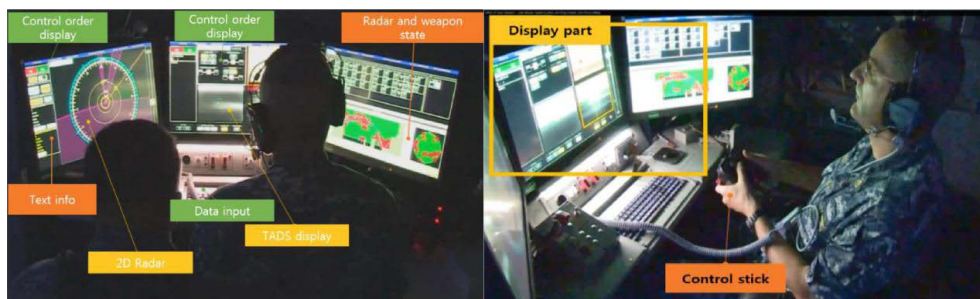 Control order
display
Control order
display
Radar and weapon
state
Text info
Data input
TADS display
2D Radar
Display part
Control stick